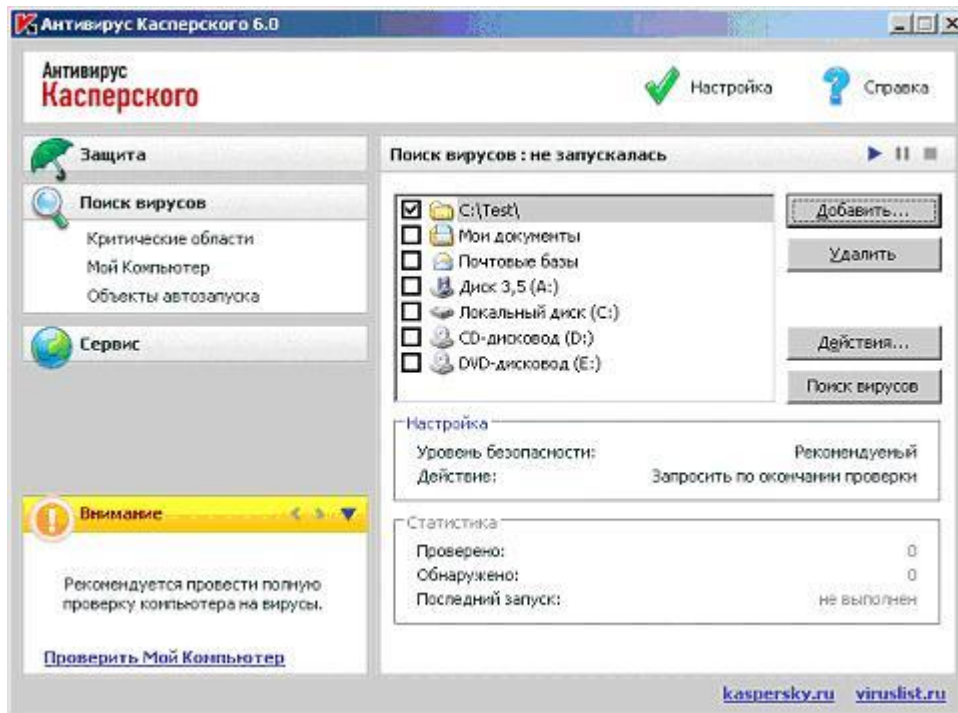 Антивирус Касперского 6.0
Антивирус
Касперского
Настройка
Справка
Защита
Поиск вирусов
Критические области
Мой Компьютер
Объекты автозапуска
Сервис
Внимание
Рекомендуется провести полную
проверку компьютера на вирусы.
Проверить Мой Компьютер
Поиск вирусов : не запускалась
C:\Test\
Мои документы
Почтовые базы
Диск 3,5 (A:)
Локальный диск (C:)
CD-дисковод (D:)
DVD-дисковод (E:)
Добавить...
Удалить
Действия...
Поиск вирусов
Настройка
Уровень безопасности: Рекомендуемый
Действие: Запросить по окончании проверки
Статистика
Проверено: 0
Обнаружено: 0
Последний запуск: не выполнен
kaspersky.ru viruslist.ru